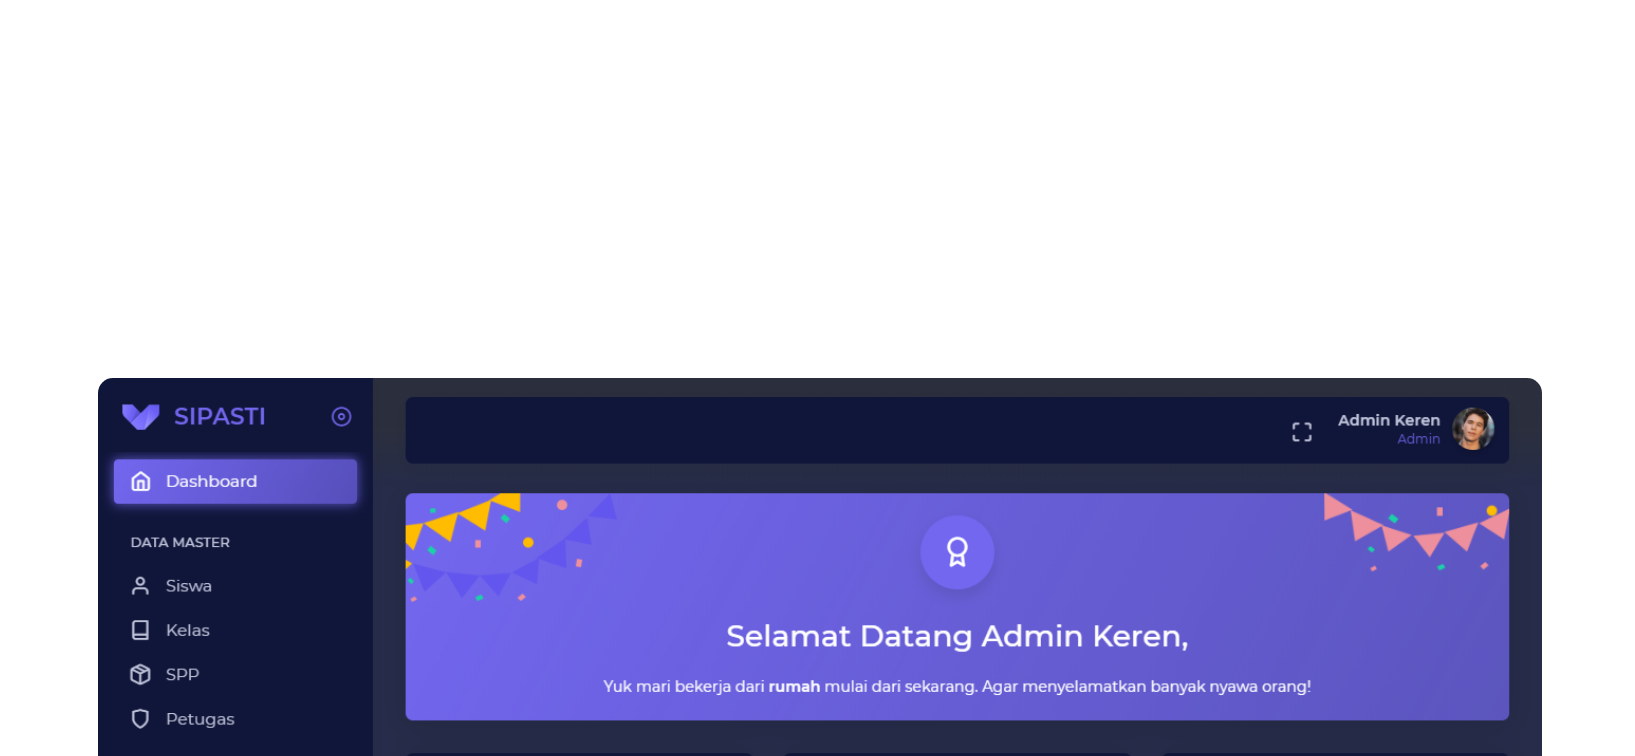 SIPASTI
Dashboard
DATA MASTER
Siswa
Kelas
SPP
Petugas
Admin Keren
Admin
Selamat Datang Admin Keren,
Yuk mari bekerja dari rumah mulai dari sekarang. Agar menyelamatkan banyak nyawa orang!